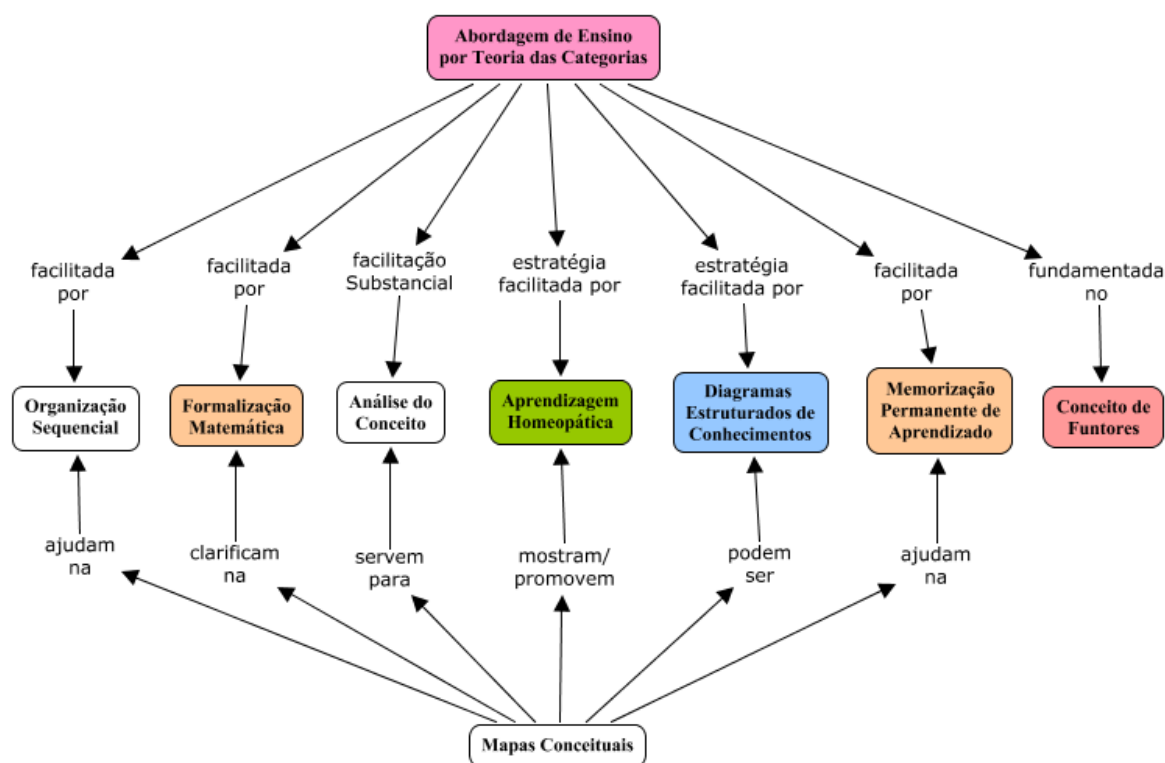 Abordagem de Ensino
por Teoria das Categorias
facilitada
por
facilitada
por
facilitação
Substancial
estratégia
facilitada por
estratégia
facilitada por
facilitada
por
fundamentada
no
Organização
Sequencial
Formalização
Matemática
Análise do
Conceito
Aprendizagem
Homeopática
Diagramas
Estruturados de
Conhecimentos
Memorização
Permanente de
Aprendizado
Conceito de
Funtores
ajudam
na
clarificam
na
servem
para
mostram/
promovem
podem
ser
ajudam
na
Mapas Conceituais